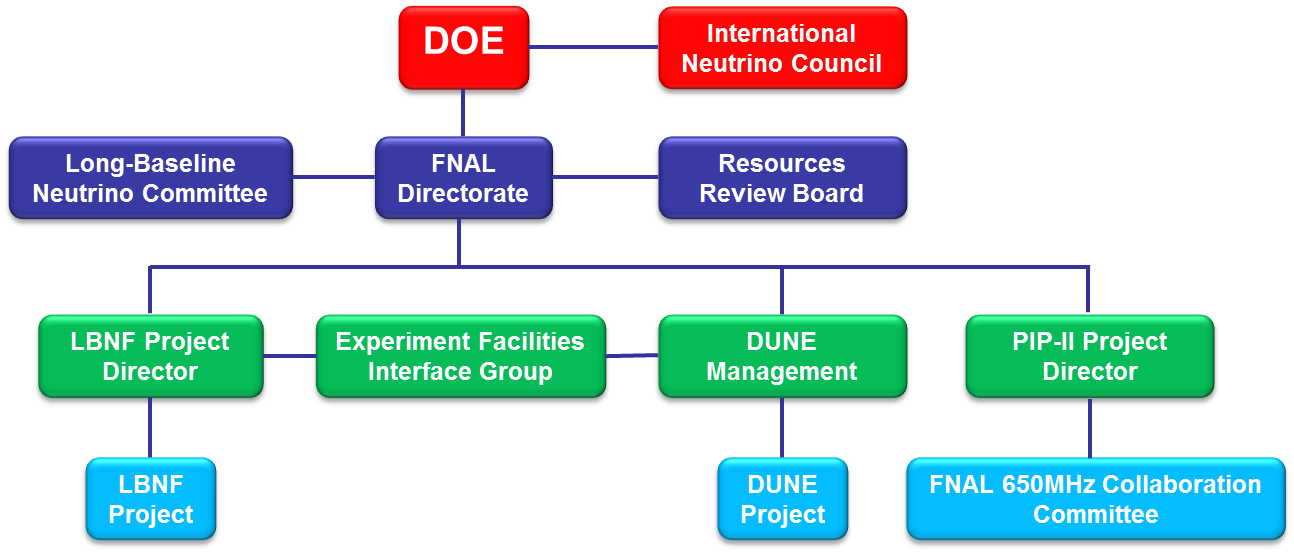 DOE
International
Neutrino Council
Long-Baseline
Neutrino Committee
FNAL
Directorate
Resources
Review Board
LBNF Project
Director
Experiment Facilities
Interface Group
DUNE
Management
PIP-II Project
Director
LBNF
Project
DUNE
Project
FNAL 650MHz Collaboration
Committee